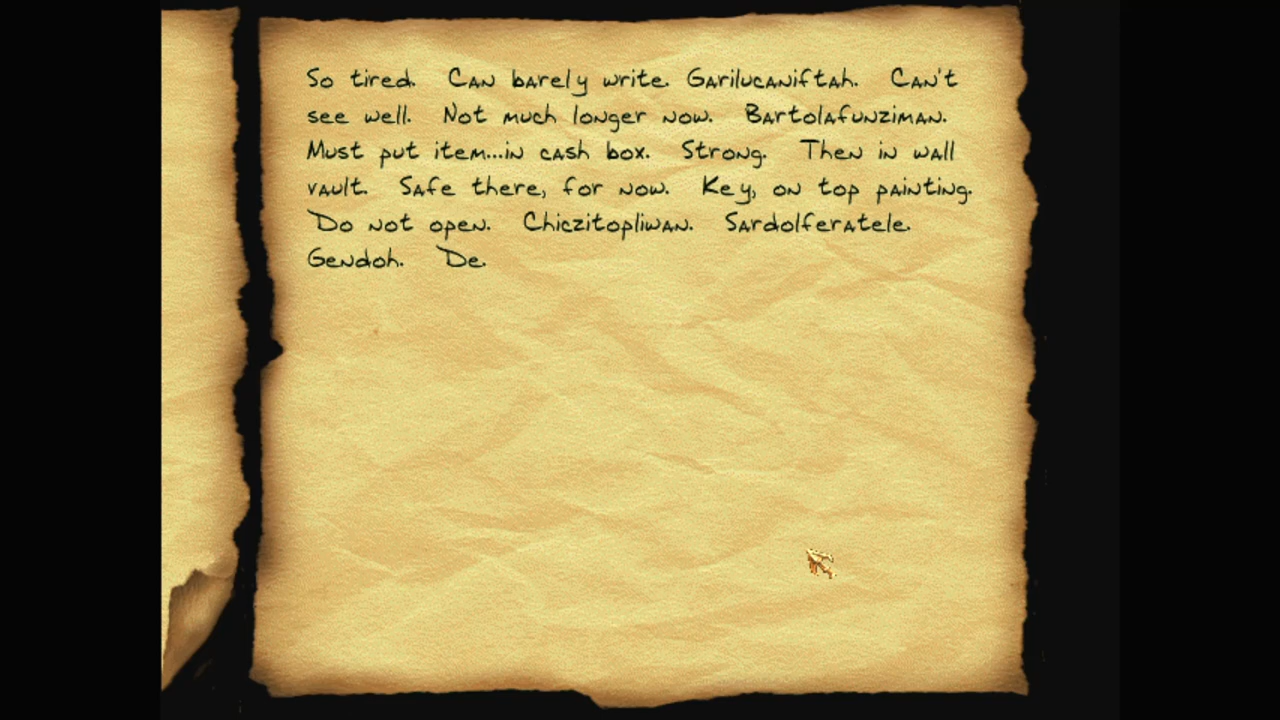 So tired. Can barely write. Garilucaniftah. Can't
see well. Not much longer now. Bartolafunziman.
Must put item...in cash box. Strong. Then in wall
vault. Safe there, for now. Key, on top painting.
Do not open. Chiczitopliwan. Sardolferatele.
Gendoh. De.